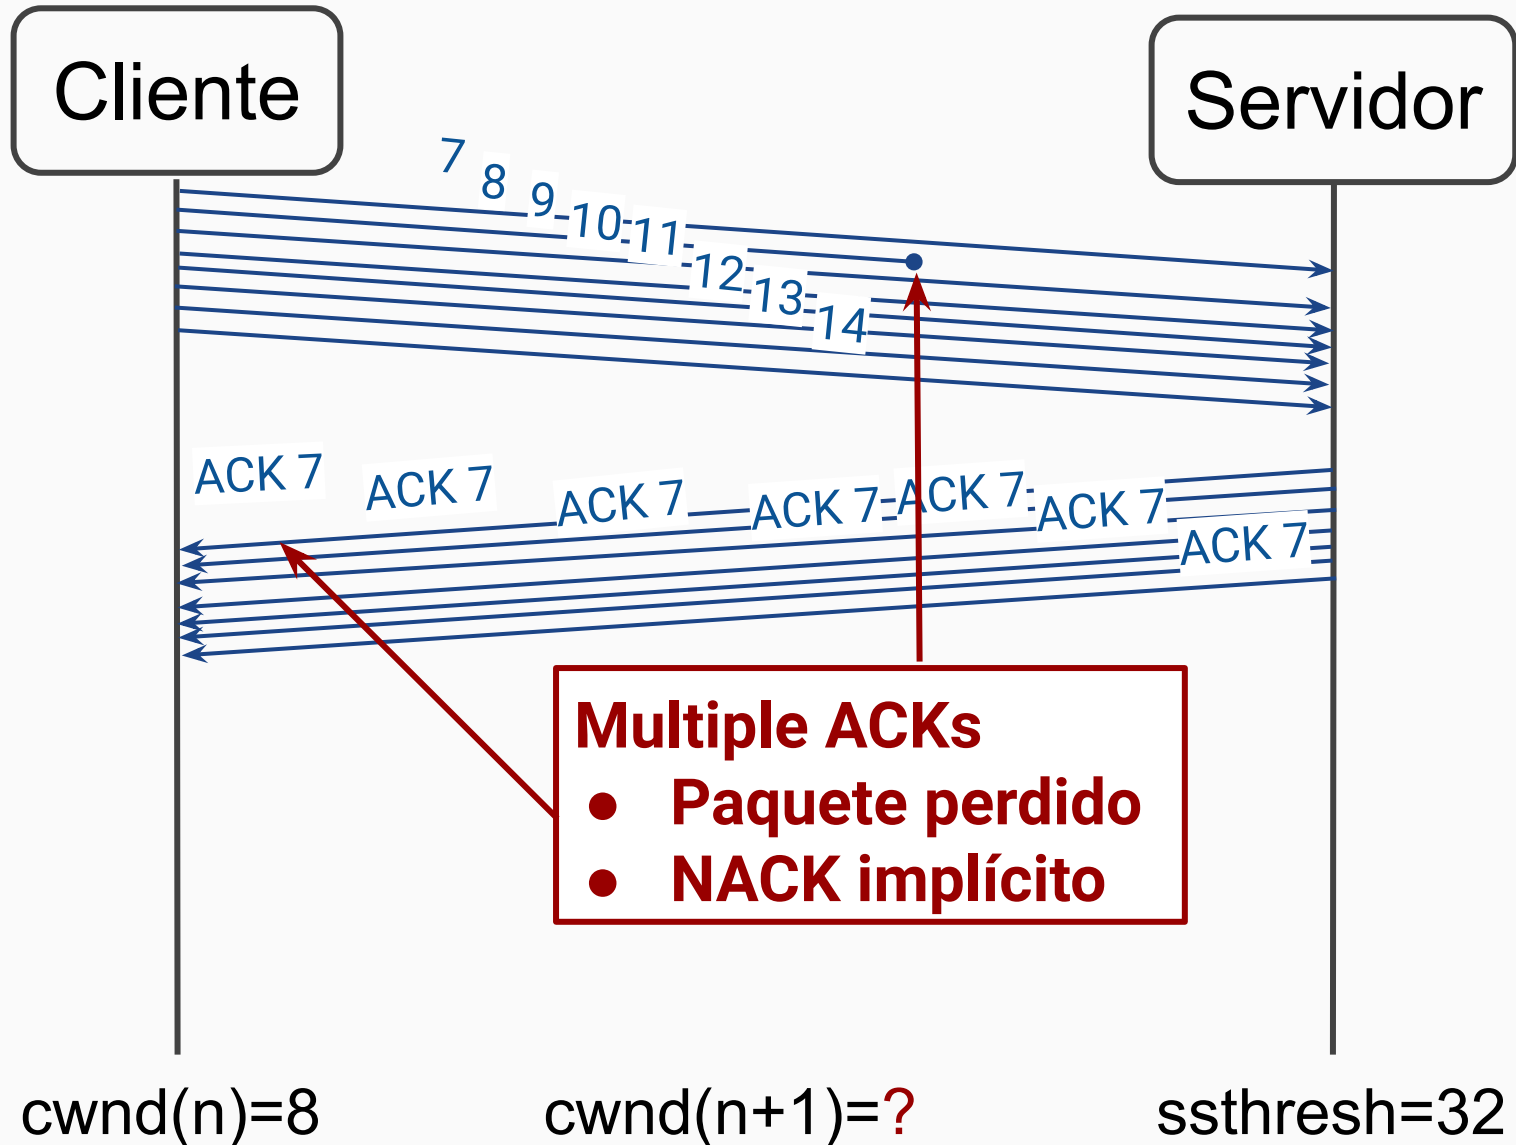 Cliente
Servidor
7
8
9
10
11
12
13
14
ACK 7
ACK 7
ACK 7
ACK 7
ACK 7
ACK 7
ACK 7
Multiple ACKs
● Paquete perdido
● NACK implícito
cwnd(n)=8
cwnd(n+1)=?
ssthresh=32